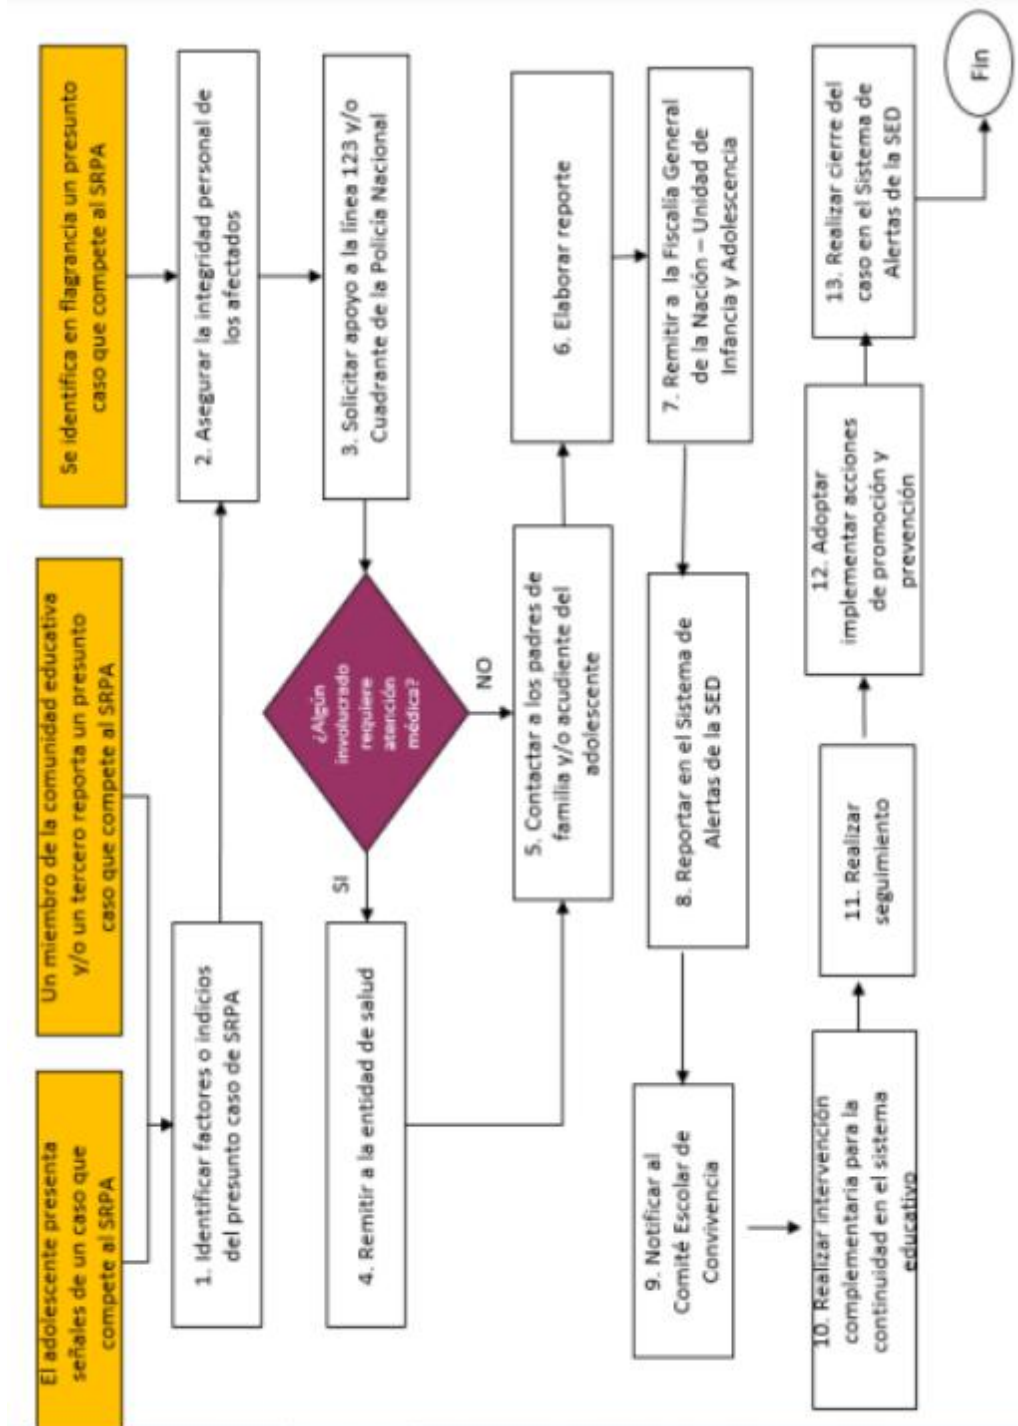 El adolescente presenta
señales de un caso que
compete al SRPA
Un miembro de la comunidad educativa
y/o un tercero reporta un presunto
caso que compete al SRPA
Se identifica en flagrancia un presunto
caso que compete al SRPA
1. Identificar factores o indicios
del presunto caso de SRPA
2. Asegurar la integridad personal de
los afectados
3. Solicitar apoyo a la línea 123 y/o
Cuadrante de la Policía Nacional
¿Algún
involucrado
requiere
atención
médica?
SI
NO
4. Remitir a la entidad de salud
5. Contactar a los padres de
familia y/o acudiente del
adolescente
6. Elaborar reporte
7. Remitir a la Fiscalía General
de la Nación – Unidad de
Infancia y Adolescencia
8. Reportar en el Sistema de
Alertas de la SED
9. Notificar al
Comité Escolar de
Convivencia
10. Realizar intervención
complementaria para la
continuidad en el sistema
educativo
11. Realizar
seguimiento
12. Adoptar
implementar acciones
de promoción y
prevención
13. Realizar cierre del
caso en el Sistema de
Alertas de la SED
Fin